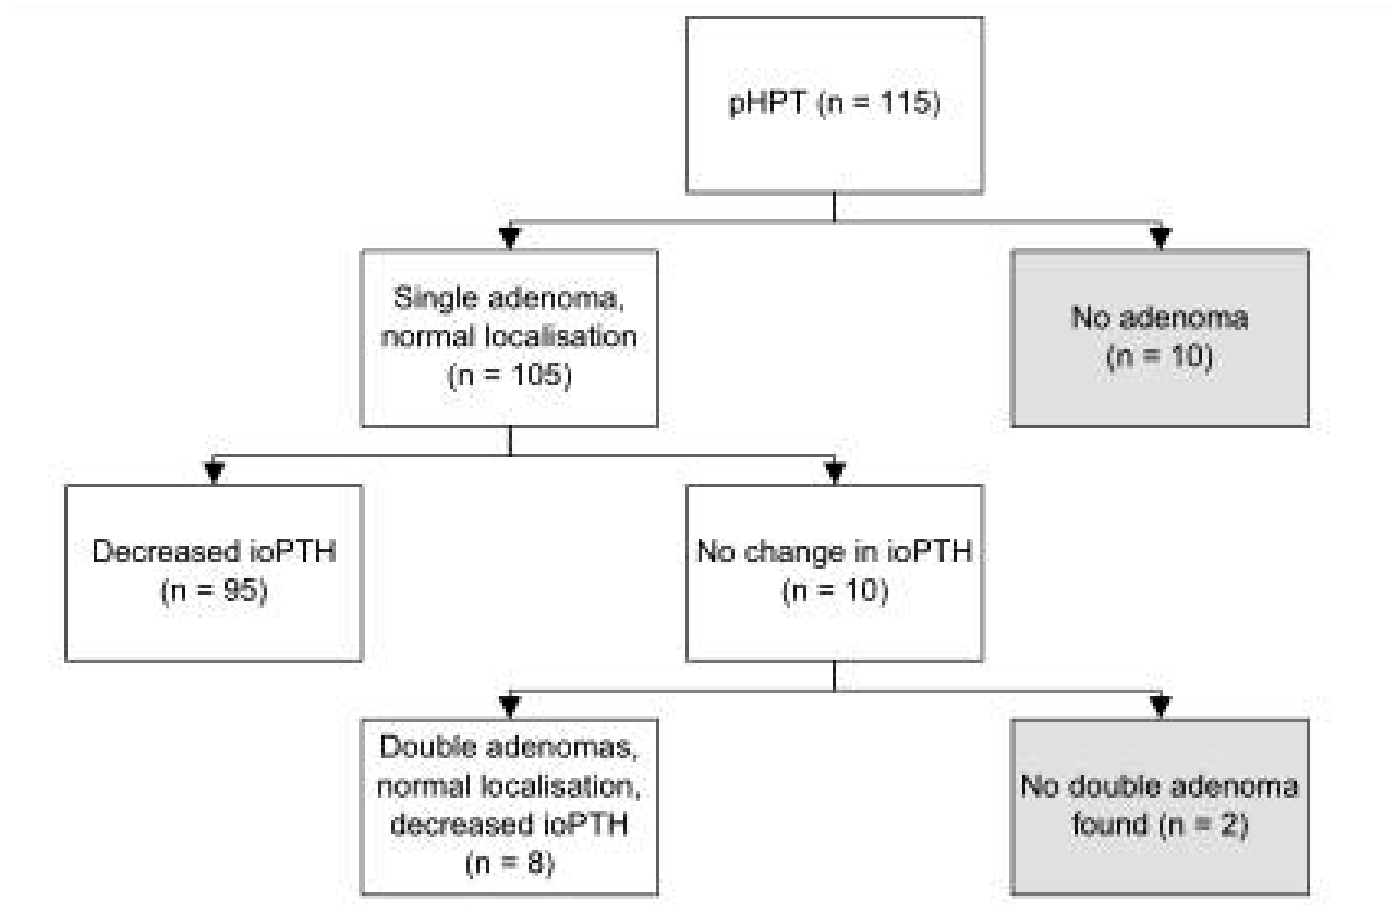 pHPT (n = 115)
Single adenoma,
normal localisation
(n = 105)
No adenoma
(n = 10)
Decreased ioPTH
(n = 95)
No change in ioPTH
(n = 10)
Double adenomas,
normal localisation,
decreased ioPTH
(n = 8)
No double adenoma
found (n = 2)